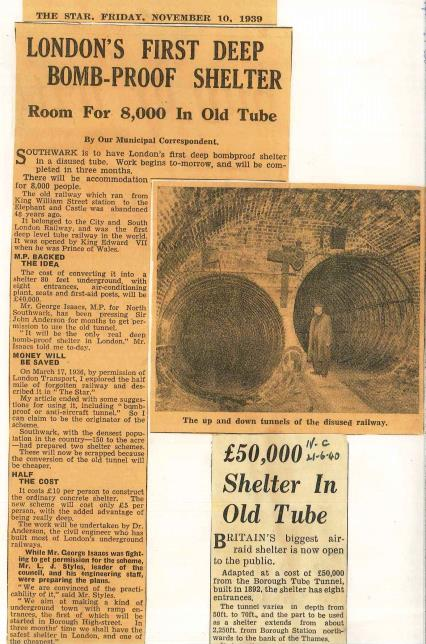 THE STAR, FRIDAY, NOVEMBER 10, 1939
LONDON'S FIRST DEEP
BOMB-PROOF SHELTER
Room For 8,000 In Old Tube
By Our Municipal Correspondent.
SOUTHWARK is to have London's first deep bombproof shelter
in a disused tube. Work begins to-morrow, and will be com-
pleted in three months.
There will be accommodation
for 8,000 people.
The old railway which ran from
King William Street station to the
Elephant and Castle was abandoned
48 years ago.
It belonged to the City and South
London Railway, and was the first
deep level tube railway in the world.
It was opened by King Edward VII
when he was Prince of Wales.
M.P. BACKED
THE IDEA
The cost of converting it into a
shelter 80 feet underground, with
eight entrances, air-conditioning
plant, seats and first-aid posts, will be
£40,000.
Mr. George Isaacs, M.P. for North
Southwark, has been pressing Sir
John Anderson for months to get per-
mission to use the old tunnel.
"It will be the only real deep
bomb-proof shelter in London," Mr.
Isaacs told me to-day.
MONEY WILL
BE SAVED
On March 17, 1936, by permission of
London Transport, I explored the half
mile of forgotten railway and des-
cribed it in "The Star."
My article ended with some sugges-
tions for using it, including "bomb-
proof or anti-aircraft tunnel." So I
can claim to be the originator of the
scheme.
Southwark, with the densest popu-
lation in the country—150 to the acre
—had prepared two shelter schemes.
These will now be scrapped because
the conversion of the old tunnel will
be cheaper.
HALF
THE COST
It costs £10 per person to construct
the ordinary concrete shelter. The
new scheme will cost only £5 per
person, with the added advantage of
being really deep.
The work will be undertaken by Dr.
Anderson, the civil engineer who has
built most of London's underground
railways.
While Mr. George Isaacs was fight-
ing to get permission for the scheme,
Mr. L. J. Styles, leader of the
council, and his engineering staff,
were preparing the plans.
"We are convinced of the practi-
cability of it," said Mr. Styles.
"We aim at making a kind of
underground town with ramp en-
trances, the first of which will be
started in Borough High-street. In
three months' time we shall have the
safest shelter in London, and one of
the cheapest."
The up and down tunnels of the disused railway.
£50,000
Shelter In
Old Tube
BRITAIN'S biggest air-
raid shelter is now open
to the public.
Adapted at a cost of £50,000
from the Borough Tube Tunnel,
built in 1892, the shelter has eight
entrances.
The tunnel varies in depth from
50ft. to 70ft., and the part to be used
as a shelter extends from about
2,250ft. from Borough Station north-
wards to the bank of the Thames.